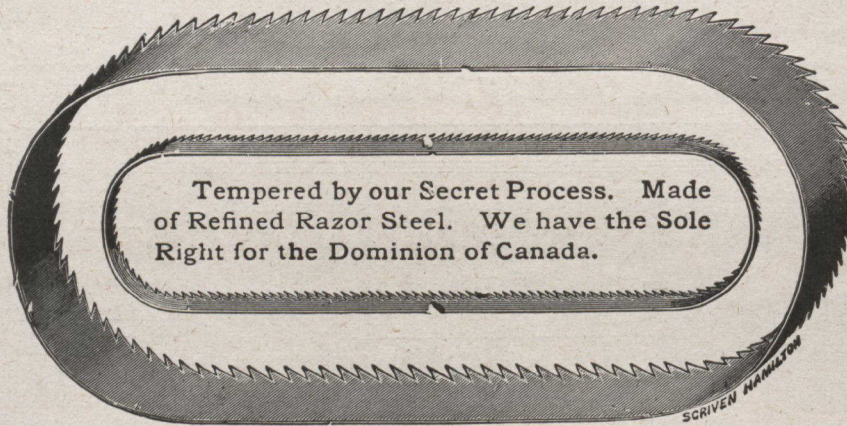 Tempered by our Secret Process. Made
of Refined Razor Steel. We have the Sole
Right for the Dominion of Canada.
SCRIVEN HAMILTON